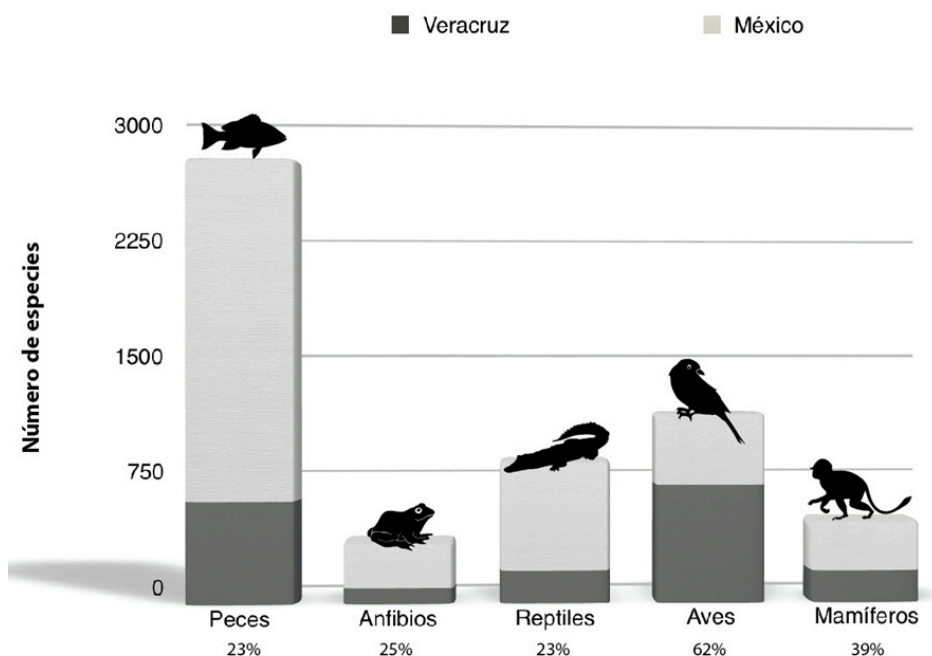 Veracruz México
Número de especies
3000
2250
1500
750
0
Peces Anfibios Reptiles Aves Mamíferos
23% 25% 23% 62% 39%